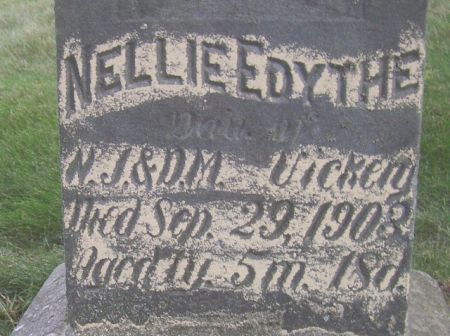 NELLIE EDYTHE
Dau. of
N. J. & D. M. Vickery
Died Sep. 29, 1903
Aged 1y. 5m. 18d.